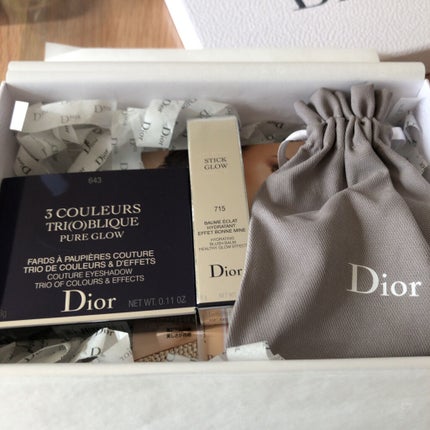 Dior
643
3 COULEURS
TRI(O)BLIQUE
PURE GLOW
FARDS À PAUPIÈRES COUTURE
TRIO DE COULEURS & D'EFFETS
COUTURE EYESHADOW
TRIO OF COLOURS & EFFECTS
Dior
NET WT. 0.11 OZ
STICK
GLOW
715
BAUME ÉCLAT
HYDRATANT
EFFET BONNE MINE
HYDRATING
BLUSH BALM
HEALTHY GLOW EFFECT
Dior
Dior